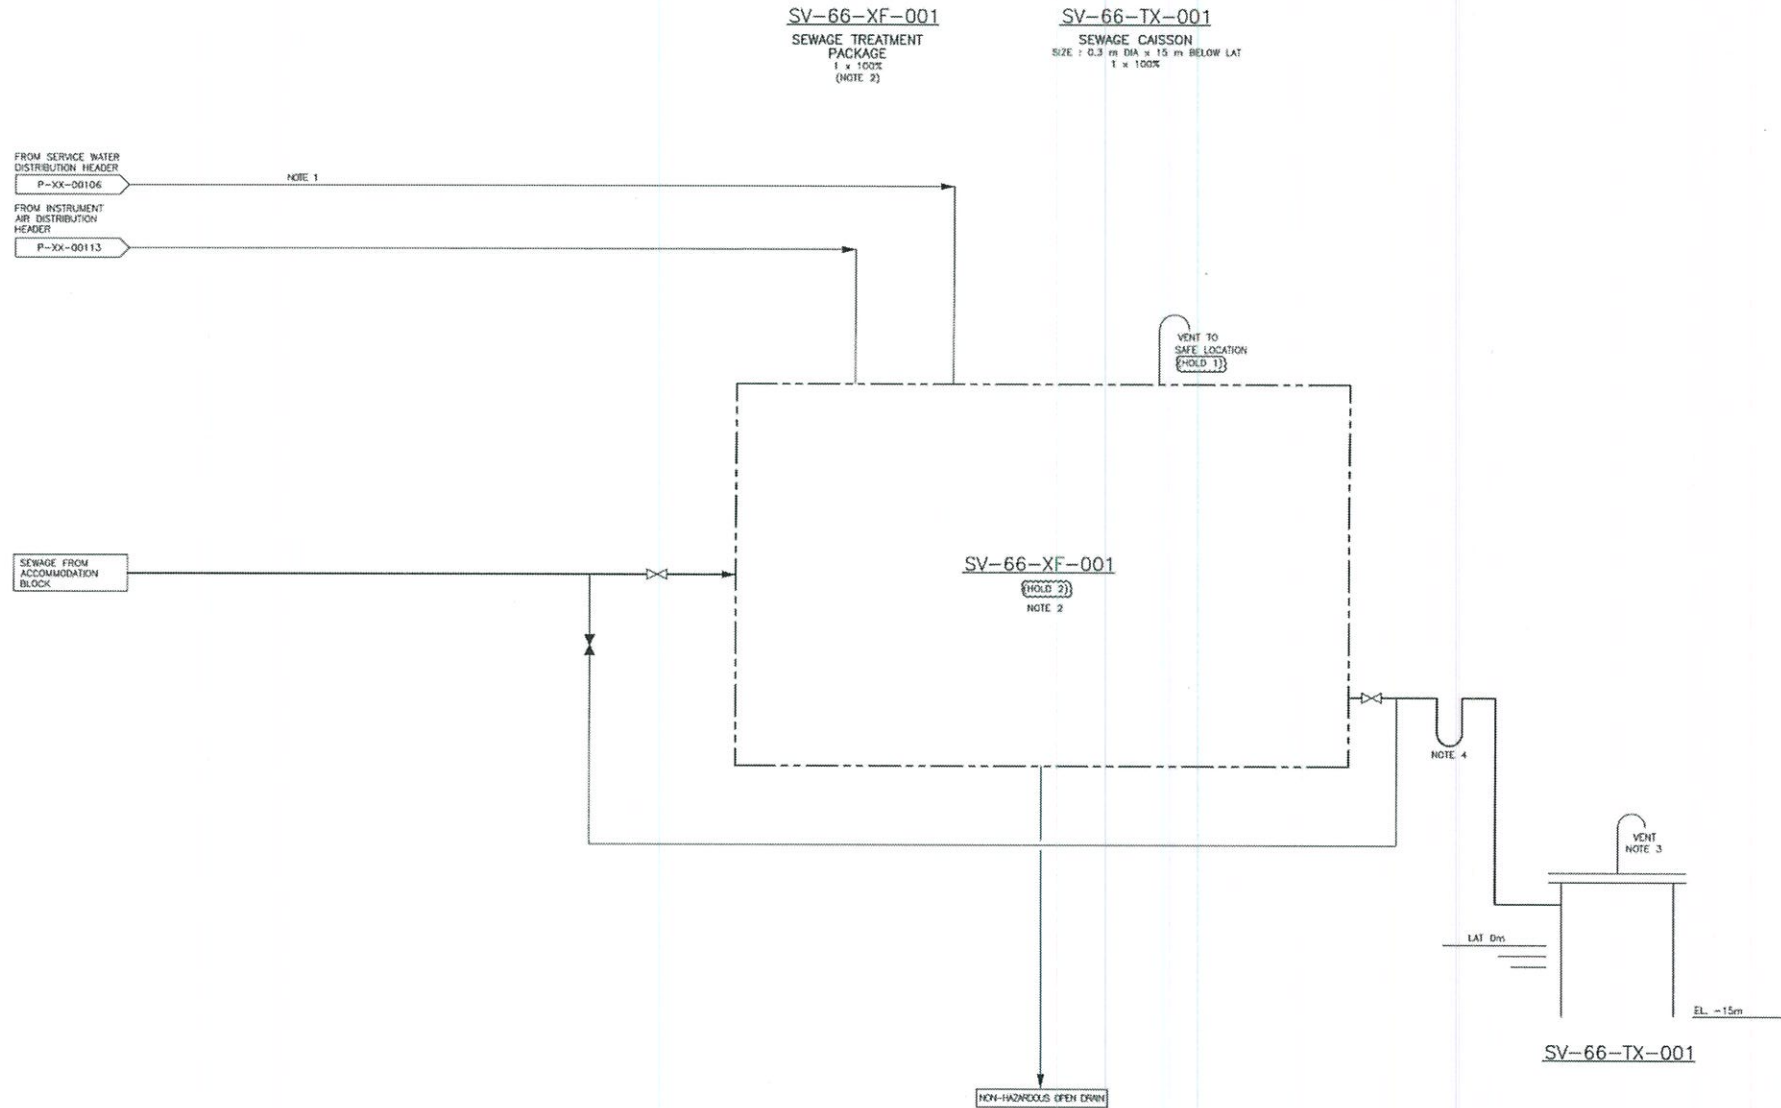 SV-66-XF-001
SEWAGE TREATMENT
PACKAGE
1 x 100%
(NOTE 2)
SV-66-TX-001
SEWAGE CAISSON
SIZE : 0.3 m DIA x 15 m BELOW LAT
1 x 100%
FROM SERVICE WATER
DISTRIBUTION HEADER
P-XX-00106
NOTE 1
FROM INSTRUMENT
AIR DISTRIBUTION
HEADER
P-XX-00113
VENT TO
SAFE LOCATION
(HOLD 1)
SEWAGE FROM
ACCOMMODATION
BLOCK
SV-66-XF-001
(HOLD 2)
NOTE 2
NOTE 4
VENT
NOTE 3
LAT 0m
EL. -15m
SV-66-TX-001
NON-HAZARDOUS OPEN DRAIN